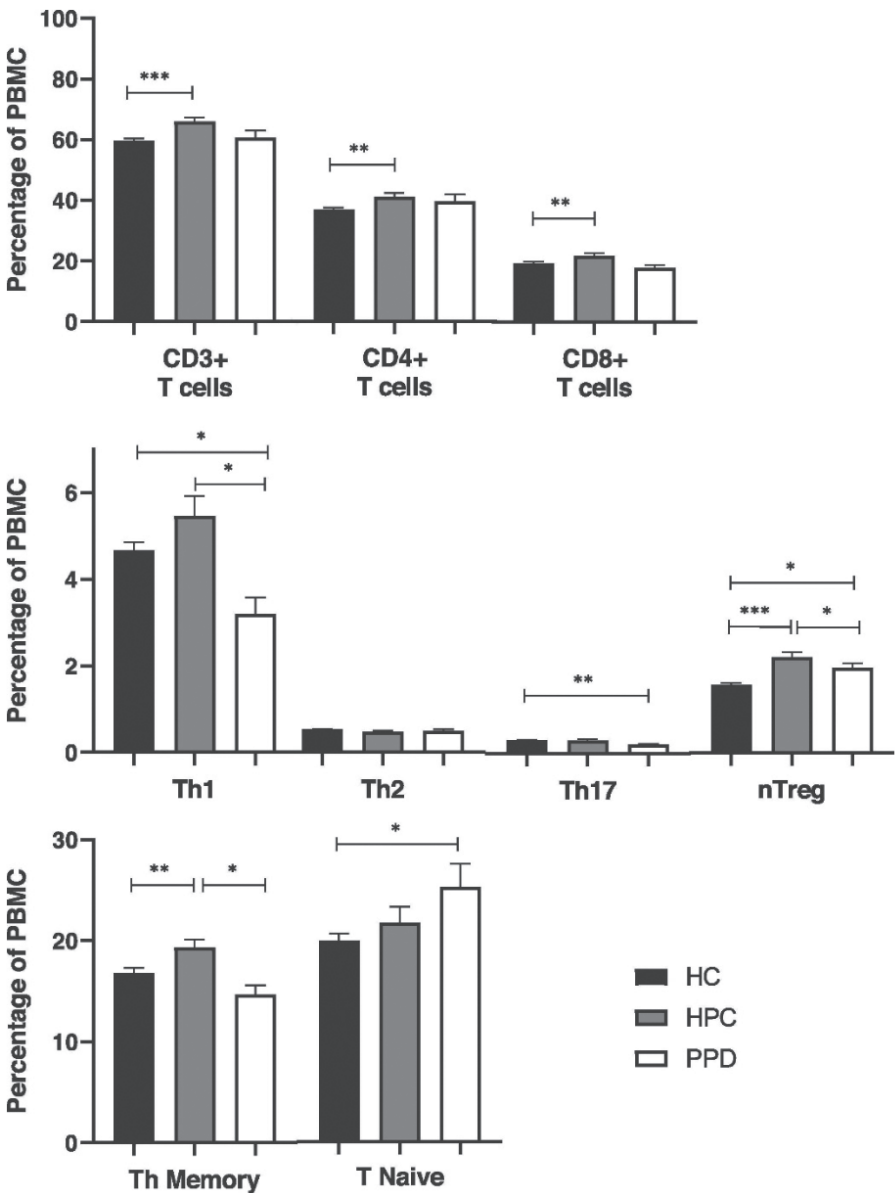 Percentage of PBMC
100
80
60
40
20
0
***
**
**
CD3+
T cells
CD4+
T cells
CD8+
T cells
Percentage of PBMC
6
4
2
0
*
*
**
*
***
*
Th1
Th2
Th17
nTreg
Percentage of PBMC
30
20
10
0
**
*
*
Th Memory
T Naive
HC
HPC
PPD